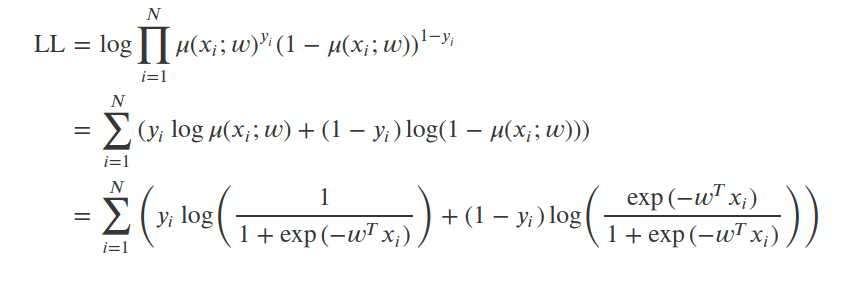 LL = log ∏_{i=1}^{N} μ(x_i; w)^{y_i} (1 − μ(x_i; w))^{1−y_i}
= ∑_{i=1}^{N} (y_i log μ(x_i; w) + (1 − y_i) log(1 − μ(x_i; w)))
= ∑_{i=1}^{N} ( y_i log( 1 / (1 + exp (−w^T x_i)) ) + (1 − y_i) log( exp (−w^T x_i) / (1 + exp (−w^T x_i)) ) )